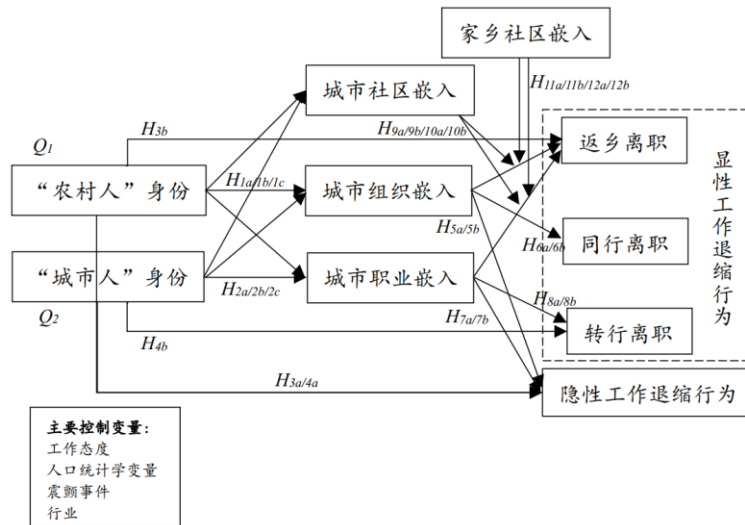 家乡社区嵌入
H11a/11b/12a/12b
城市社区嵌入
H9a/9b/10a/10b
H3b
返乡离职
Q1
“农村人”身份
H1a/1b/1c
城市组织嵌入
H5a/5b
H6a/6b
同行离职
显性工作退缩行为
“城市人”身份
H2a/2b/2c
城市职业嵌入
H8a/8b
Q2
H7a/7b
H4b
转行离职
H3a/4a
隐性工作退缩行为
主要控制变量：
工作态度
人口统计学变量
震颤事件
行业